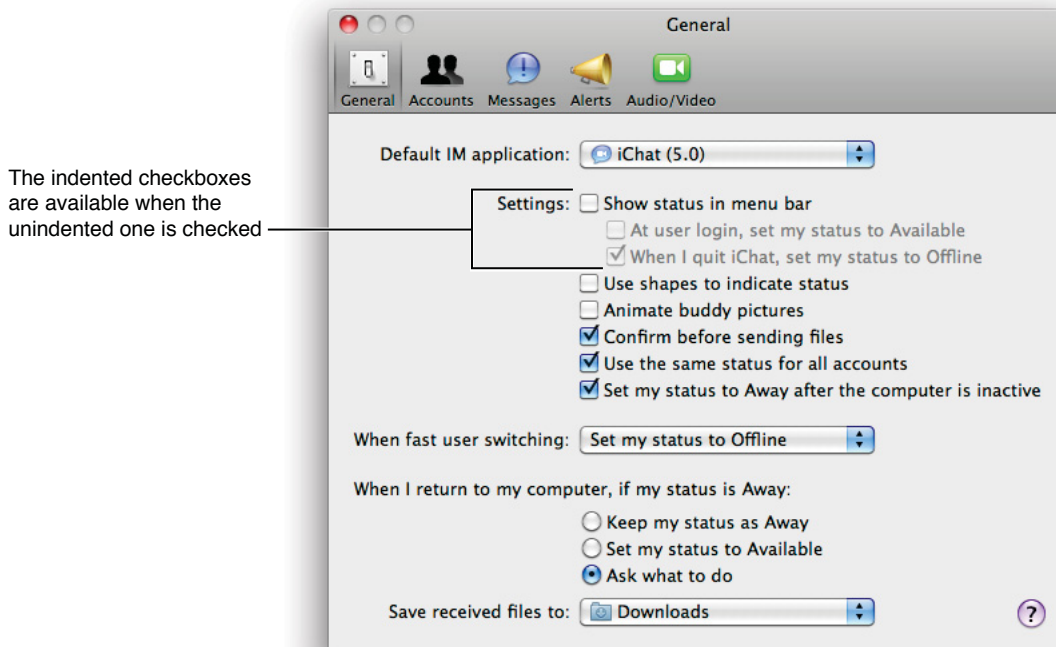 General
General Accounts Messages Alerts Audio/Video
Default IM application: iChat (5.0)
The indented checkboxes
are available when the
unindented one is checked
Settings: Show status in menu bar
At user login, set my status to Available
When I quit iChat, set my status to Offline
Use shapes to indicate status
Animate buddy pictures
Confirm before sending files
Use the same status for all accounts
Set my status to Away after the computer is inactive
When fast user switching: Set my status to Offline
When I return to my computer, if my status is Away:
Keep my status as Away
Set my status to Available
Ask what to do
Save received files to: Downloads ?